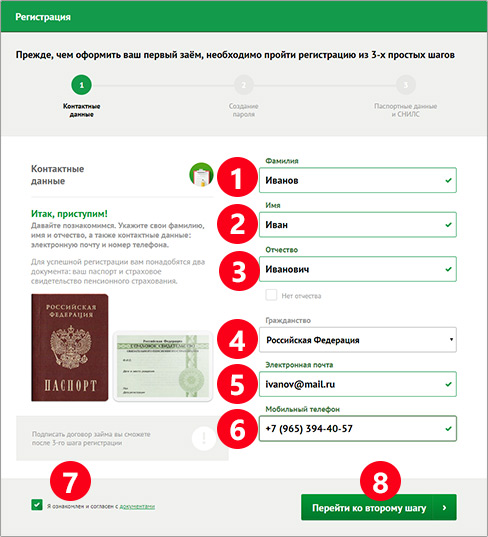 Регистрация
Прежде, чем оформить ваш первый заём, необходимо пройти регистрацию из 3-х простых шагов
1
2
3
Контактные
данные
Создание
пароля
Паспортные данные
и СНИЛС
Контактные
данные
Итак, приступим!
Давайте познакомимся. Укажите свои фамилию,
имя и отчество, а также контактные данные:
электронную почту и номер телефона.
Для успешной регистрации вам понадобятся два
документа: ваш паспорт и страховое
свидетельство пенсионного страхования.
РОССИЙСКАЯ
ФЕДЕРАЦИЯ
ПАСПОРТ
Российская Федерация
СТРАХОВОЕ СВИДЕТЕЛЬСТВО
Подписать договор займа вы сможете
после 3-го шага регистрации
!
Фамилия
1
Иванов
Имя
2
Иван
Отчество
3
Иванович
Нет отчества
Гражданство
4
Российская Федерация
Электронная почта
5
ivanov@mail.ru
Мобильный телефон
6
+7 (965) 394-40-57
7
Я ознакомлен и согласен с документами
8
Перейти ко второму шагу